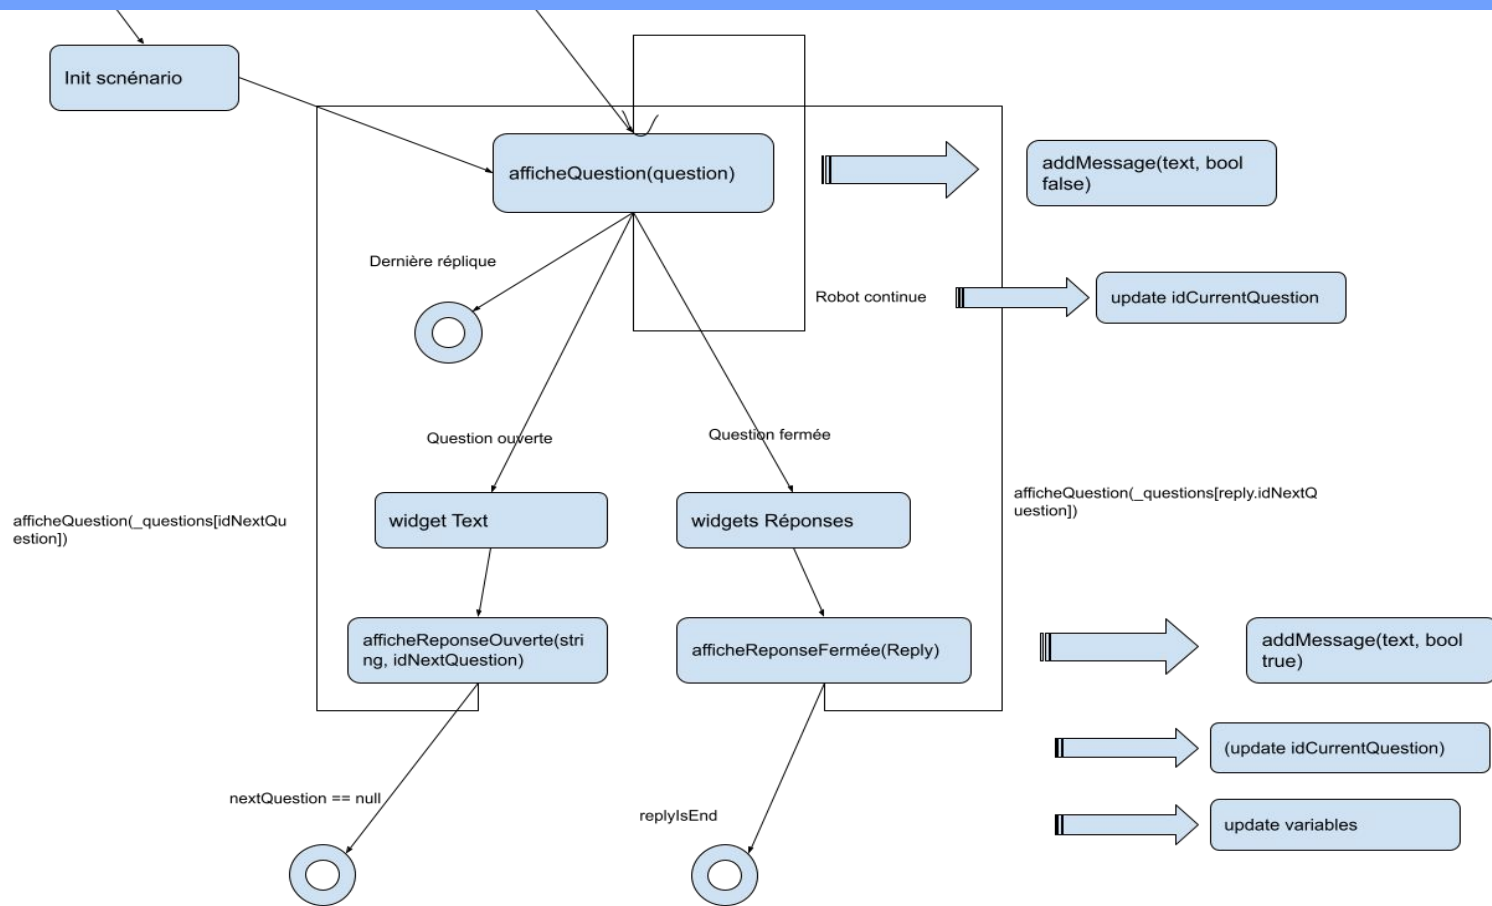 Init scnénario
afficheQuestion(question)
addMessage(text, bool
false)
Dernière réplique
Robot continue
update idCurrentQuestion
Question ouverte
Question fermée
afficheQuestion(_questions[idNextQu
estion])
widget Text
widgets Réponses
afficheQuestion(_questions[reply.idNextQ
uestion])
afficheReponseOuverte(stri
ng, idNextQuestion)
afficheReponseFermée(Reply)
addMessage(text, bool
true)
(update idCurrentQuestion)
nextQuestion == null
replyIsEnd
update variables